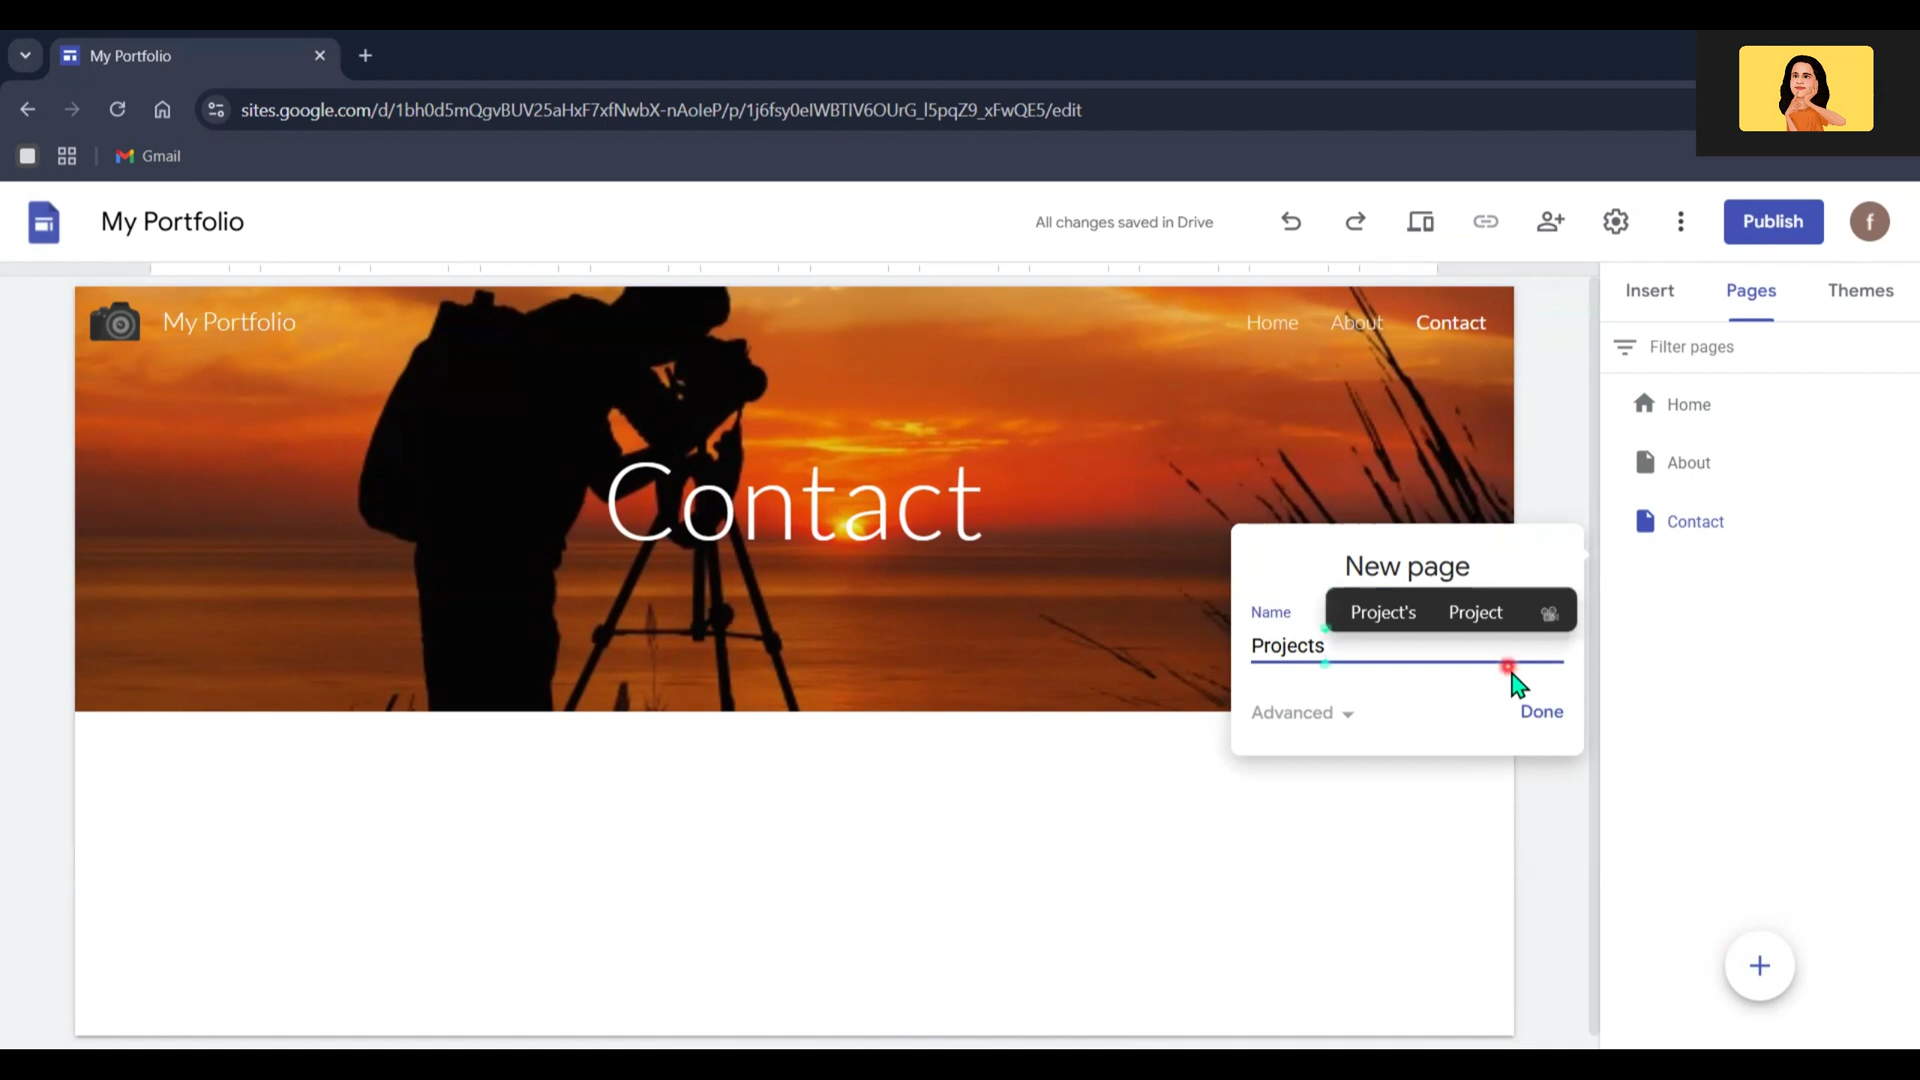 My Portfolio
sites.google.com/d/1bh0d5mQgvBUV25aHxF7xfNwbX-nAoIeP/p/1j6fsy0eIWBTIV6OUrG_l5pqZ9_xFwQE5/edit
Gmail
My Portfolio
All changes saved in Drive
Publish
f
Insert
Pages
Themes
My Portfolio
Home
About
Contact
Filter pages
Home
About
Contact
Contact
New page
Name
Project's
Project
Projects
Advanced
Done